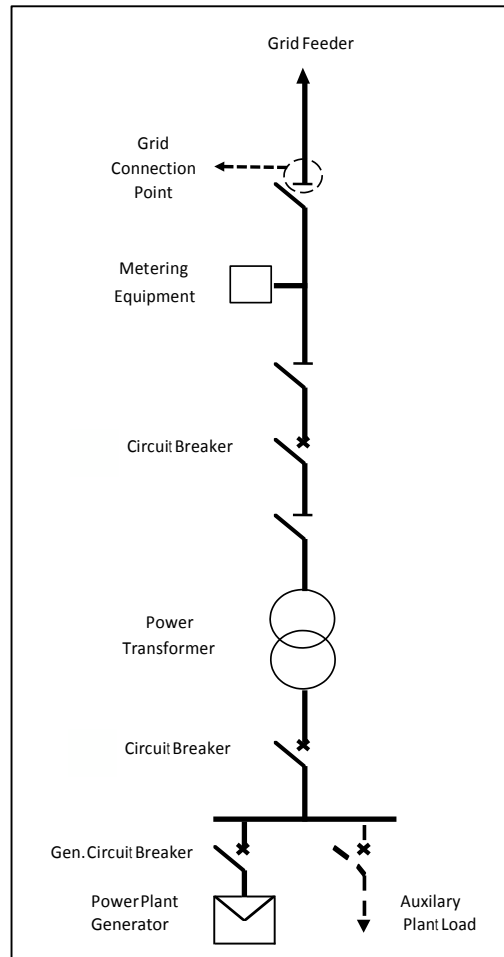 Grid Feeder
Grid
Connection
Point
Metering
Equipment
Circuit Breaker
Power
Transformer
Circuit Breaker
Gen. Circuit Breaker
Power Plant
Generator
Auxilary
Plant Load